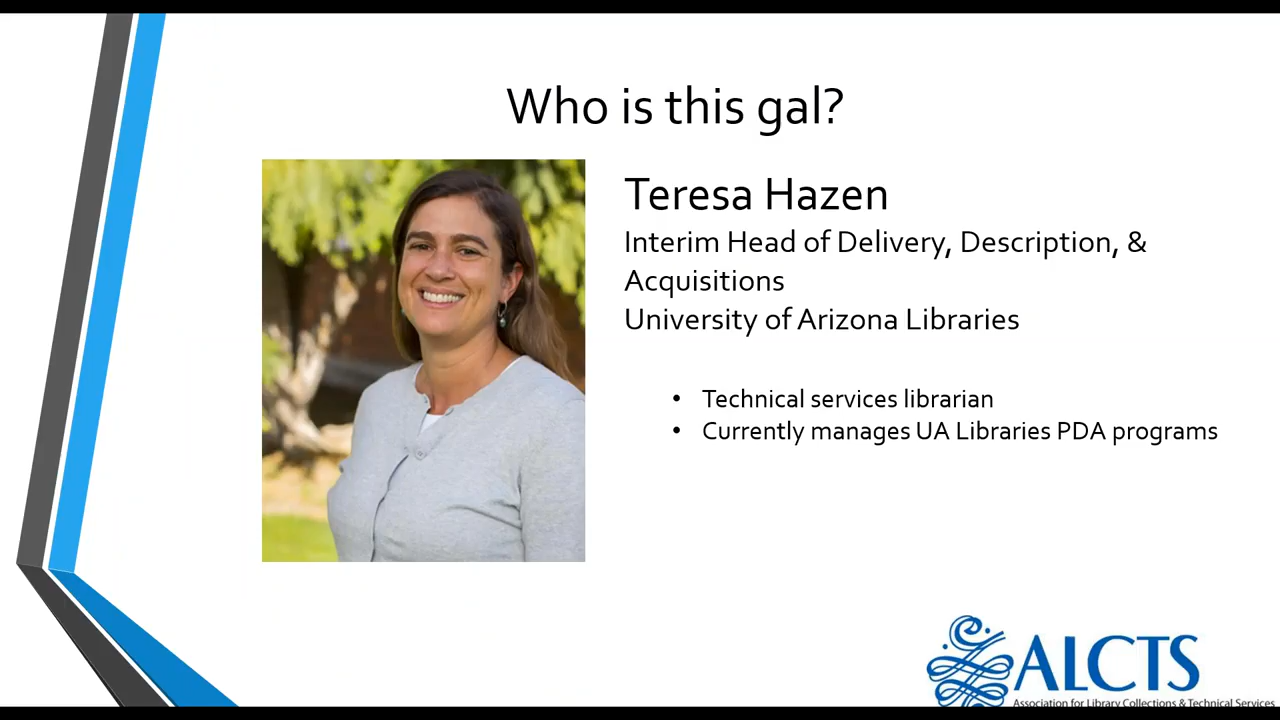 Who is this gal?
Teresa Hazen
Interim Head of Delivery, Description, &
Acquisitions
University of Arizona Libraries
• Technical services librarian
• Currently manages UA Libraries PDA programs
ALCTS
Association for Library Collections & Technical Services